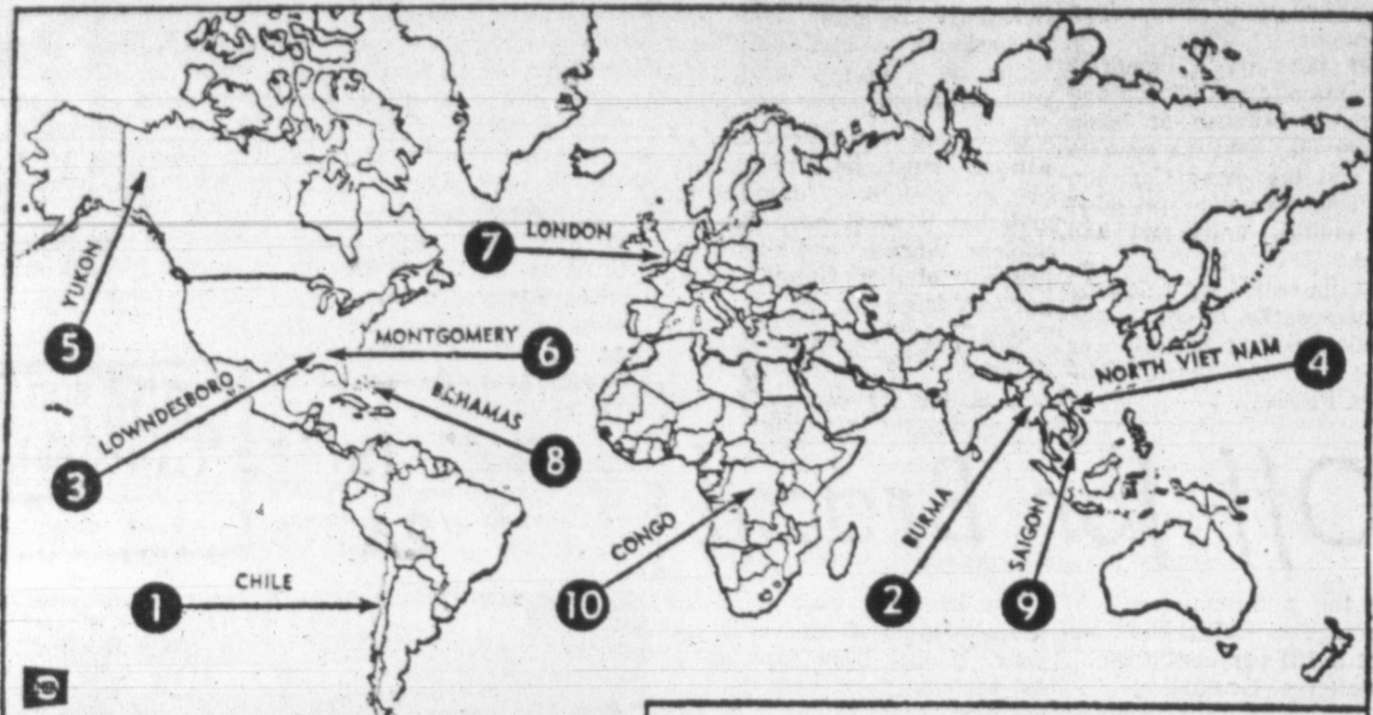 YUKON
5
7
LONDON
MONTGOMERY
6
NORTH VIET NAM
4
LOWNDESBORO
3
BAHAMAS
8
CONGO
10
BURMA
2
SAIGON
9
CHILE
1